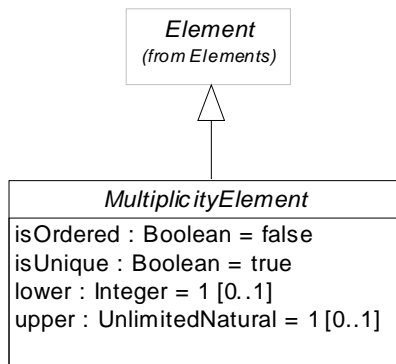 Element
(from Elements)
MultiplicityElement
isOrdered : Boolean = false
isUnique : Boolean = true
lower : Integer = 1 [0..1]
upper : UnlimitedNatural = 1 [0..1]